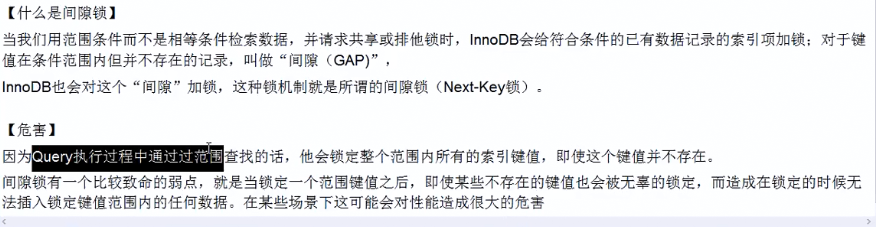 【什么是间隙锁】
当我们用范围条件而不是相等条件检索数据，并请求共享或排他锁时，InnoDB会给符合条件的已有数据记录的索引项加锁；对于键
值在条件范围内但并不存在的记录，叫做“间隙（GAP)”，
InnoDB也会对这个“间隙”加锁，这种锁机制就是所谓的间隙锁（Next-Key锁）。
【危害】
因为Query执行过程中通过过范围查找的话，他会锁定整个范围内所有的索引键值，即使这个键值并不存在。
间隙锁有一个比较致命的弱点，就是当锁定一个范围键值之后，即使某些不存在的键值也会被无辜的锁定，而造成在锁定的时候无
法插入锁定键值范围内的任何数据。在某些场景下这可能会对性能造成很大的危害